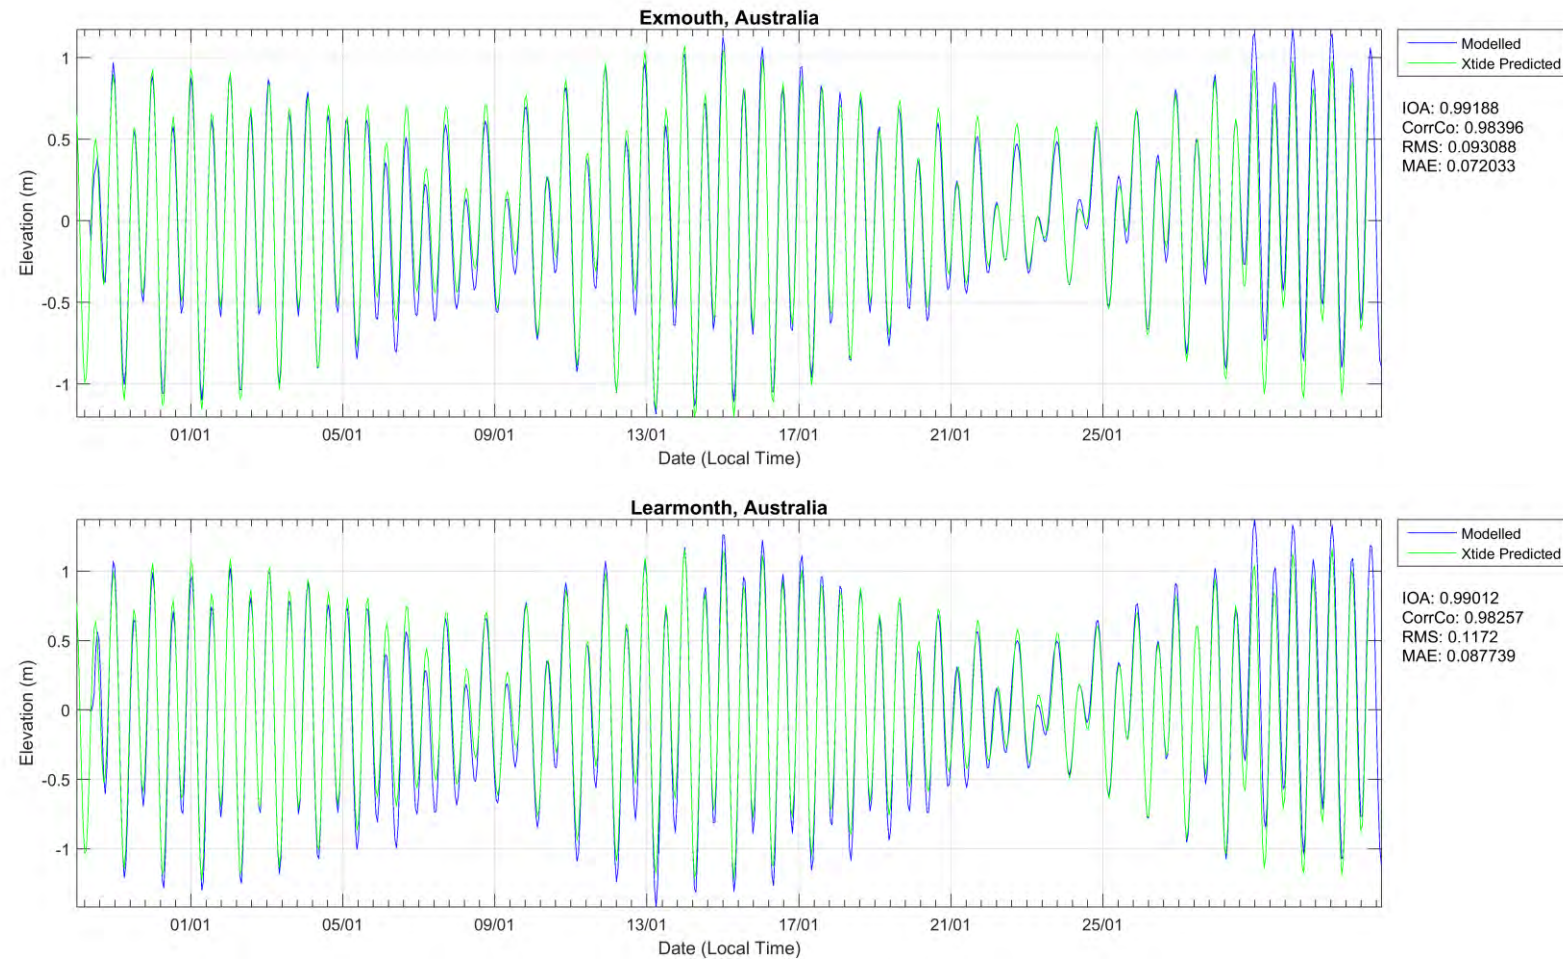 Exmouth, Australia
1
0.5
0
-0.5
-1
Elevation (m)
01/01 05/01 09/01 13/01 17/01 21/01 25/01
Date (Local Time)
Modelled
Xtide Predicted
IOA: 0.99188
CorrCo: 0.98396
RMS: 0.093088
MAE: 0.072033
Learmonth, Australia
1
0.5
0
-0.5
-1
Elevation (m)
01/01 05/01 09/01 13/01 17/01 21/01 25/01
Date (Local Time)
Modelled
Xtide Predicted
IOA: 0.99012
CorrCo: 0.98257
RMS: 0.1172
MAE: 0.087739